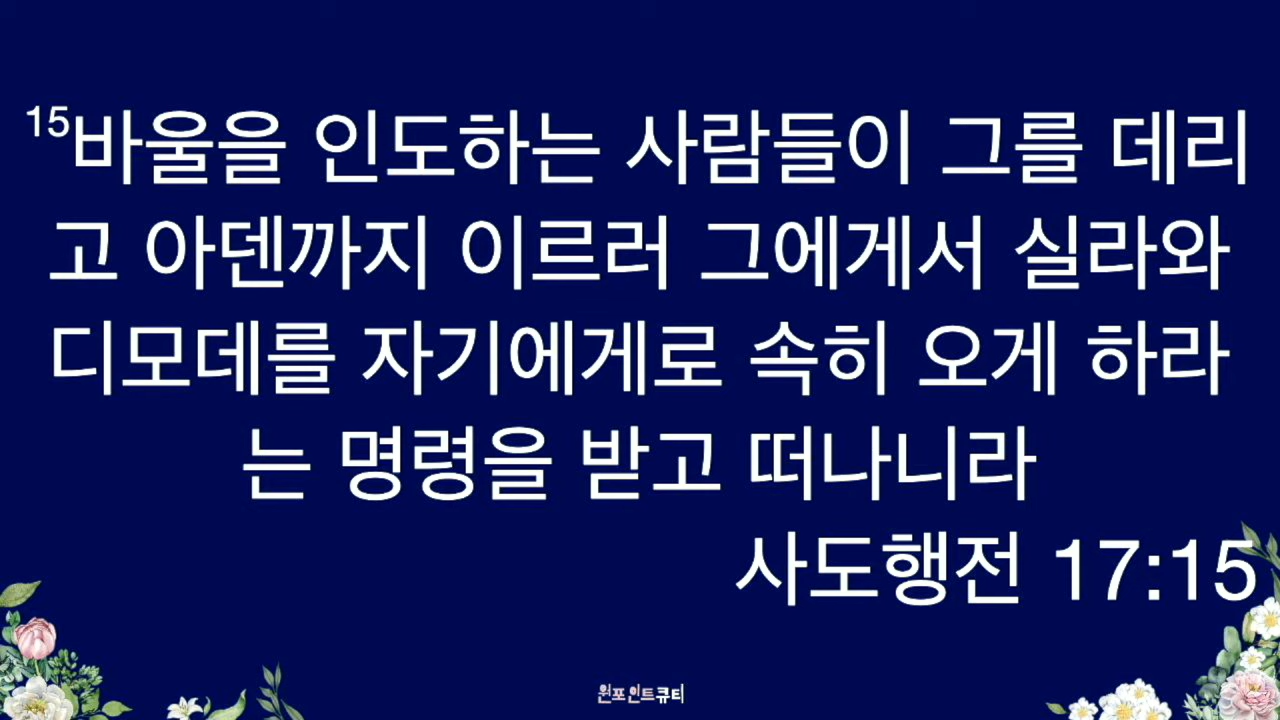 15바울을 인도하는 사람들이 그를 데리
고 아덴까지 이르러 그에게서 실라와
디모데를 자기에게로 속히 오게 하라
는 명령을 받고 떠나니라
사도행전 17:15
원포인트큐티